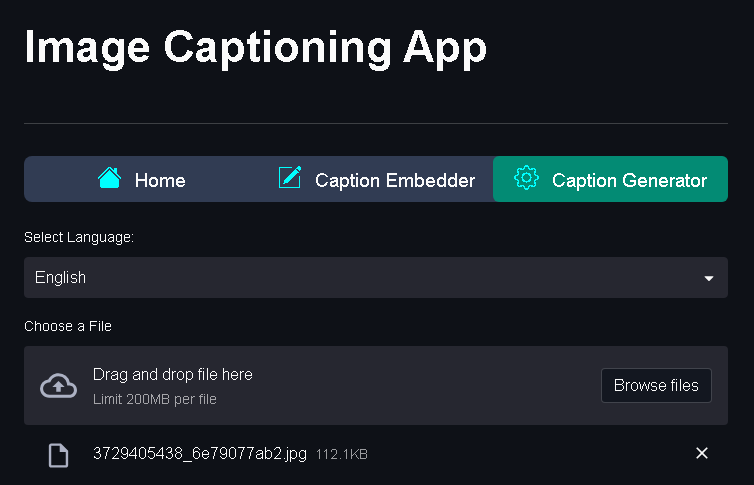 Image Captioning App
Home Caption Embedder Caption Generator
Select Language:
English
Choose a File
Drag and drop file here
Limit 200MB per file
Browse files
3729405438_6e79077ab2.jpg 112.1KB